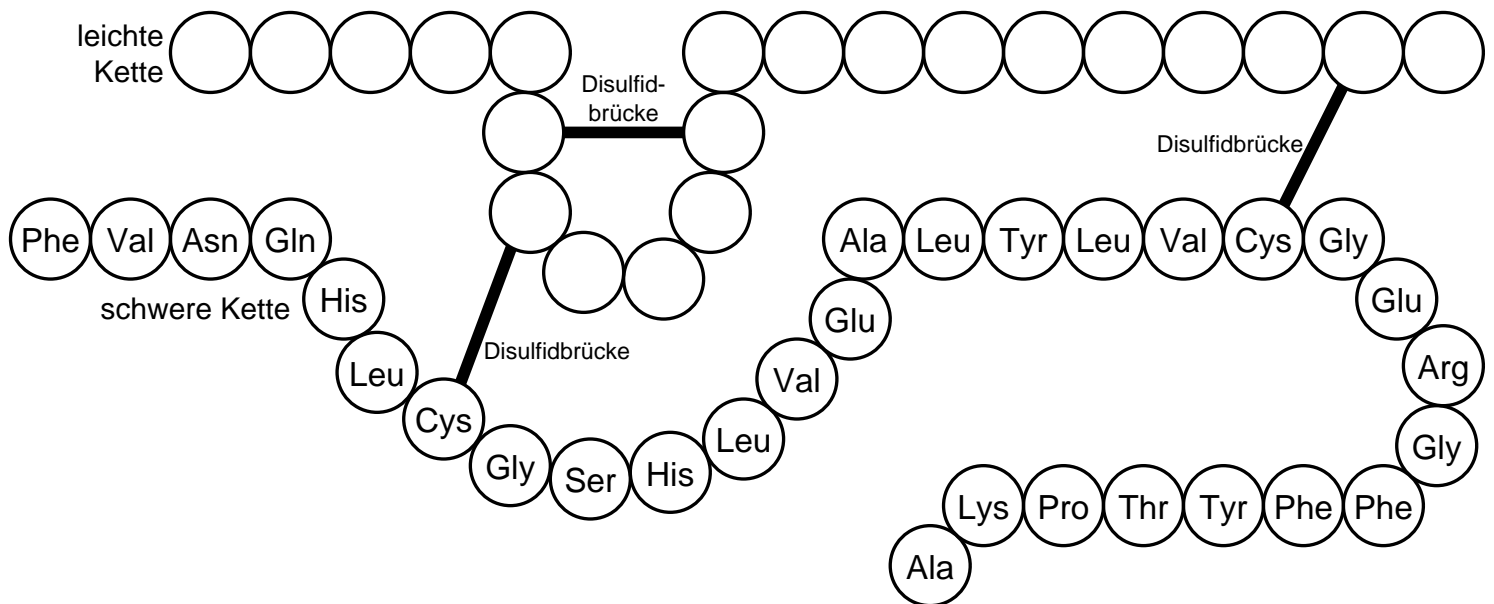 leichte
Kette
Disulfid-
brücke
Disulfidbrücke
Phe Val Asn Gln
His
Leu
Cys
Gly
Ser
His
Leu
Val
Glu
Ala Leu Tyr Leu Val Cys Gly
Glu
Arg
Gly
Phe
Phe
Tyr
Thr
Pro
Lys
Ala
schwere Kette
Disulfidbrücke